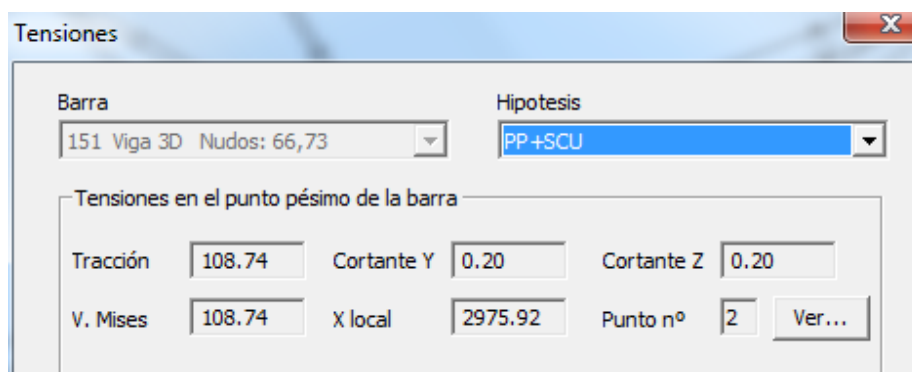 Tensiones
Barra Hipotesis
151 Viga 3D Nudos: 66,73 PP+SCU
Tensiones en el punto pésimo de la barra
Tracción 108.74 Cortante Y 0.20 Cortante Z 0.20
V. Mises 108.74 X local 2975.92 Punto nº 2 Ver...